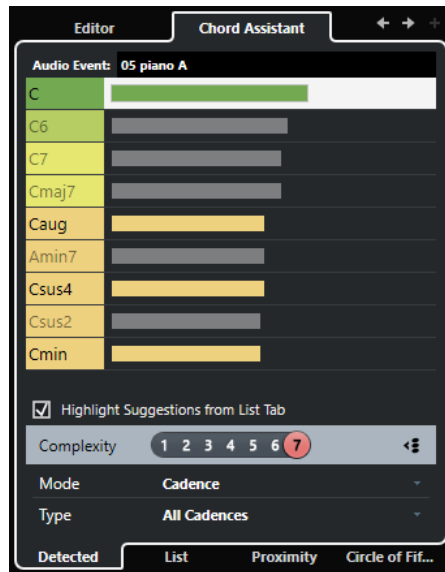 Editor Chord Assistant
Audio Event: 05 piano A
C
C6
C7
Cmaj7
Caug
Amin7
Csus4
Csus2
Cmin
Highlight Suggestions from List Tab
Complexity 1 2 3 4 5 6 7
Mode Cadence
Type All Cadences
Detected List Proximity Circle of Fif...